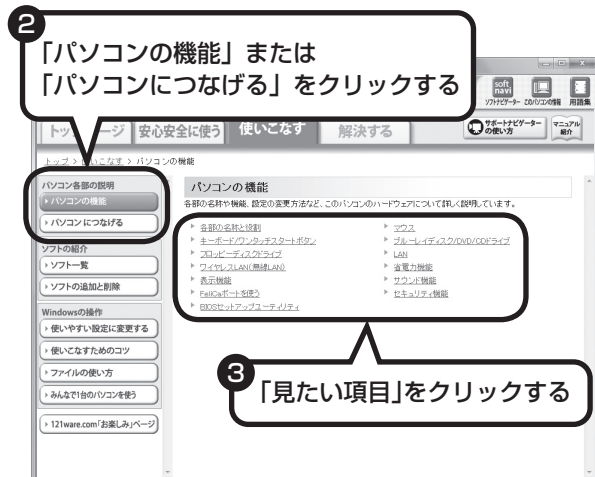 2
「パソコンの機能」または
「パソコンにつなげる」をクリックする
soft navi
ソフトナビゲーター
このパソコンの情報
用語集
安心安全に使う
使いこなす
解決する
サポートナビゲーターの使い方
マニュアル紹介
トップ > 使いこなす > パソコンの機能
パソコン各部の説明
パソコンの機能
パソコンにつなげる
ソフトの紹介
ソフト一覧
ソフトの追加と削除
Windowsの操作
使いやすい設定に変更する
使いこなすためのコツ
ファイルの使い方
みんなで1台のパソコンを使う
121ware.com「お楽しみ」ページ
パソコンの機能
各部の名称や機能、設定の変更方法など、このパソコンのハードウェアについて詳しく説明しています。
各部の名称と役割
キーボード/ワンタッチスタートボタン
フロッピーディスクドライブ
ワイヤレスLAN(無線LAN)
表示機能
FeliCaポートを使う
BIOSセットアップユーティリティ
マウス
ブルーレイディスク/DVD/CDドライブ
LAN
省電力機能
サウンド機能
セキュリティ機能
3
「見たい項目」をクリックする